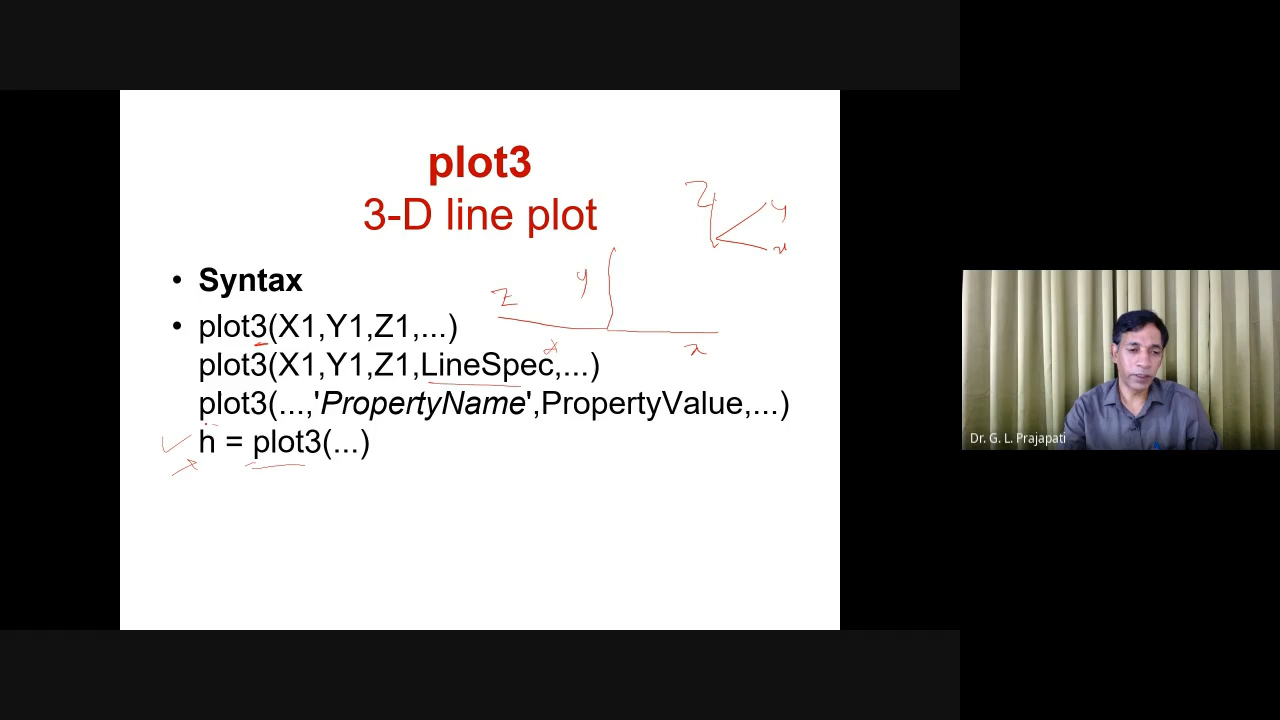 plot3
3-D line plot
Z
y
x
• Syntax
y
Z
• plot3(X1,Y1,Z1,...)
x
plot3(X1,Y1,Z1,LineSpec,...)
plot3(...,'PropertyName',PropertyValue,...)
h = plot3(...)
Dr. G. L. Prajapati